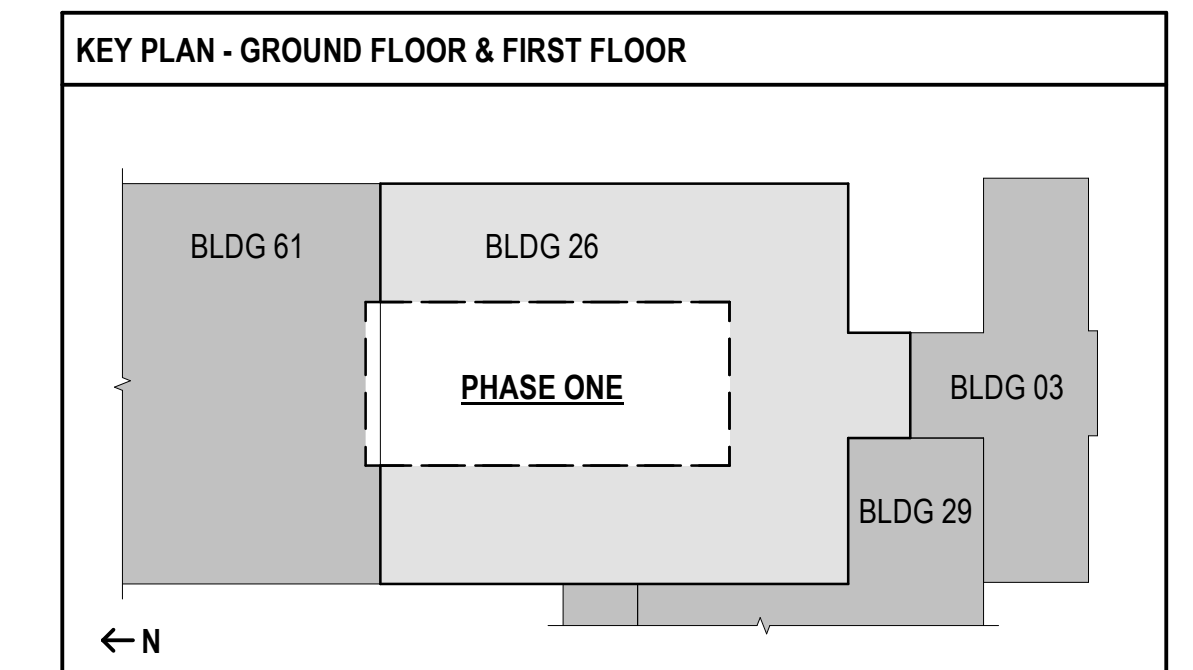 KEY PLAN - GROUND FLOOR & FIRST FLOOR
BLDG 61
BLDG 26
PHASE ONE
BLDG 03
BLDG 29
←N